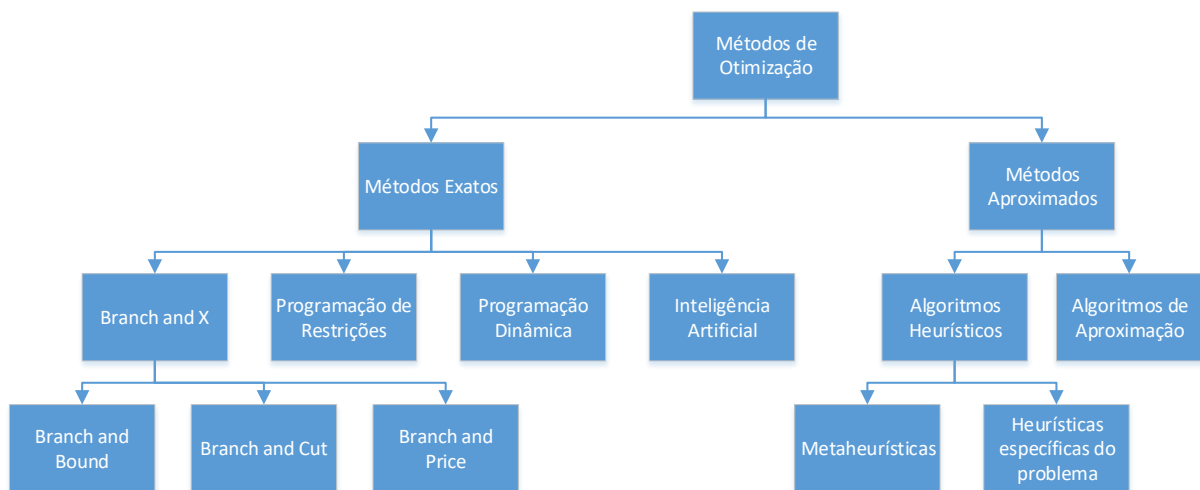 Métodos de
Otimização
Métodos Exatos
Métodos
Aproximados
Branch and X
Programação de
Restrições
Programação
Dinâmica
Inteligência
Artificial
Algoritmos
Heurísticos
Algoritmos de
Aproximação
Branch and
Bound
Branch and Cut
Branch and
Price
Metaheurísticas
Heurísticas
específicas do
problema